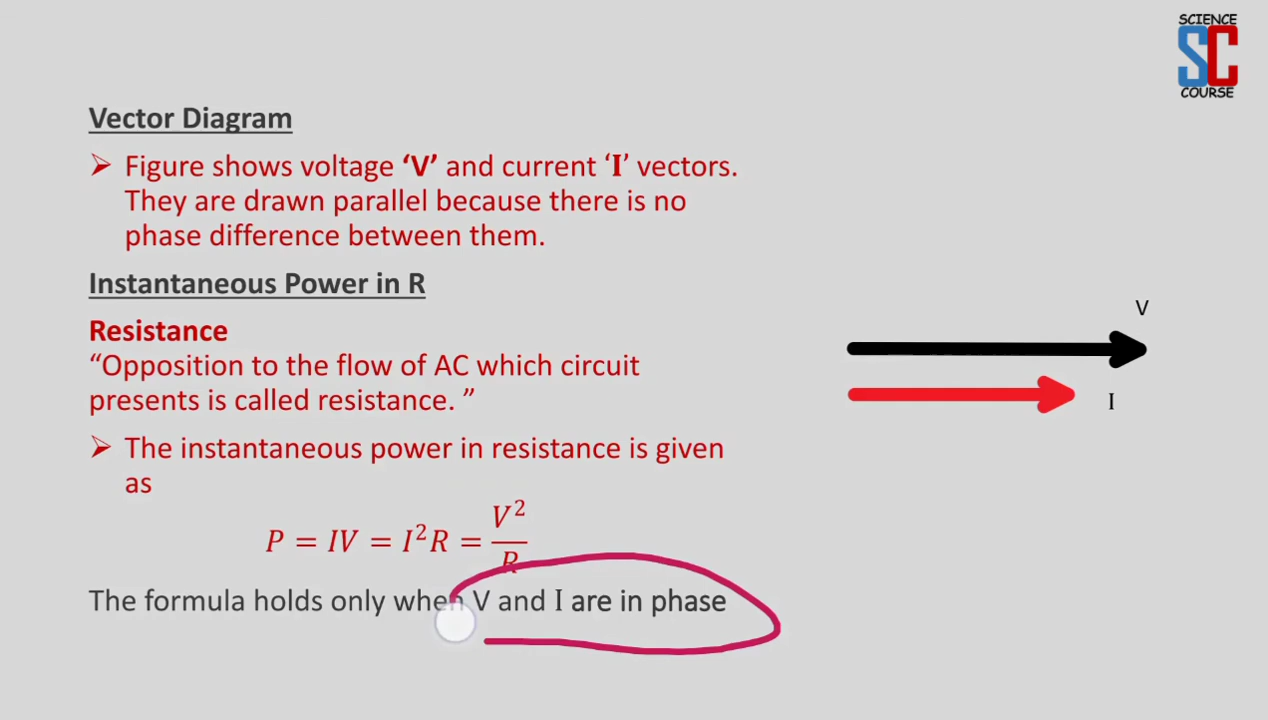 SCIENCE
SC
COURSE
Vector Diagram
➢ Figure shows voltage ‘V’ and current ‘I’ vectors.
They are drawn parallel because there is no
phase difference between them.
Instantaneous Power in R
Resistance
“Opposition to the flow of AC which circuit
presents is called resistance. ”
➢ The instantaneous power in resistance is given
as
P = IV = I²R = V²/R
The formula holds only when V and I are in phase
V
I